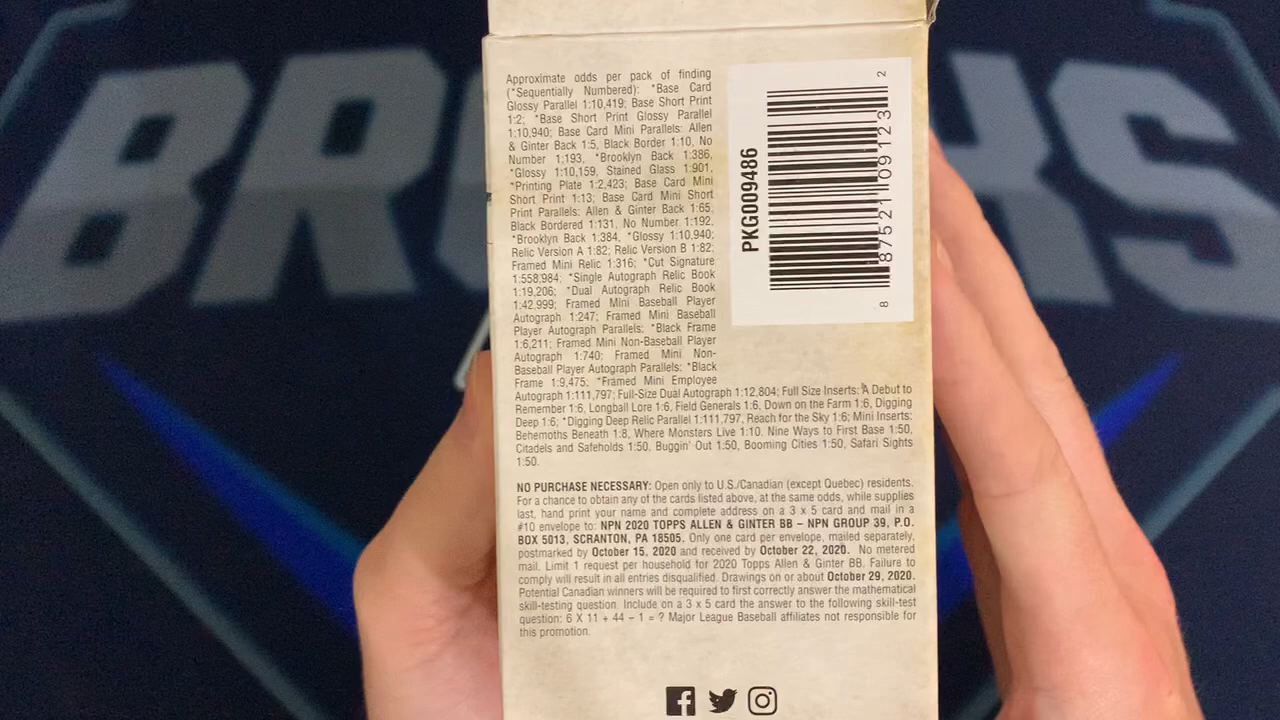 BR
KS
Approximate odds per pack of finding
(*Sequentially Numbered): *Base Card
Glossy Parallel 1:10,419; Base Short Print
1:2; *Base Short Print Glossy Parallel
1:10,940; Base Card Mini Parallels: Allen
& Ginter Back 1:5, Black Border 1:10, No
Number 1:193, *Brooklyn Back 1:386,
*Glossy 1:10,159, Stained Glass 1:901,
*Printing Plate 1:2,423; Base Card Mini
Short Print 1:13; Base Card Mini Short
Print Parallels: Allen & Ginter Back 1:65,
Black Bordered 1:131, No Number 1:192,
*Brooklyn Back 1:384, *Glossy 1:10,940;
Relic Version A 1:82; Relic Version B 1:82;
Framed Mini Relic 1:316; *Cut Signature
1:558,984; *Single Autograph Relic Book
1:19,206; *Dual Autograph Relic Book
1:42,999; Framed Mini Baseball Player
Autograph 1:247; Framed Mini Baseball
Player Autograph Parallels: *Black Frame
1:6,211; Framed Mini Non-Baseball Player
Autograph 1:740; Framed Mini Non-
Baseball Player Autograph Parallels: *Black
Frame 1:9,475; *Framed Mini Employee
Autograph 1:111,797; Full-Size Dual Autograph 1:12,804; Full Size Inserts: A Debut to
Remember 1:6, Longball Lore 1:6, Field Generals 1:6, Down on the Farm 1:6, Digging
Deep 1:6; *Digging Deep Relic Parallel 1:111,797, Reach for the Sky 1:6; Mini Inserts:
Behemoths Beneath 1:8, Where Monsters Live 1:10, Nine Ways to First Base 1:50,
Citadels and Safeholds 1:50, Buggin' Out 1:50, Booming Cities 1:50, Safari Sights
1:50.
PKG009486
8 87521 09123 2
NO PURCHASE NECESSARY: Open only to U.S./Canadian (except Quebec) residents.
For a chance to obtain any of the cards listed above, at the same odds, while supplies
last, hand print your name and complete address on a 3 x 5 card and mail in a
#10 envelope to: NPN 2020 TOPPS ALLEN & GINTER BB – NPN GROUP 39, P.O.
BOX 5013, SCRANTON, PA 18505. Only one card per envelope, mailed separately,
postmarked by October 15, 2020 and received by October 22, 2020. No metered
mail. Limit 1 request per household for 2020 Topps Allen & Ginter BB. Failure to
comply will result in all entries disqualified. Drawings on or about October 29, 2020.
Potential Canadian winners will be required to first correctly answer the mathematical
skill-testing question. Include on a 3 x 5 card the answer to the following skill-test
question: 6 X 11 + 44 – 1 = ? Major League Baseball affiliates not responsible for
this promotion.